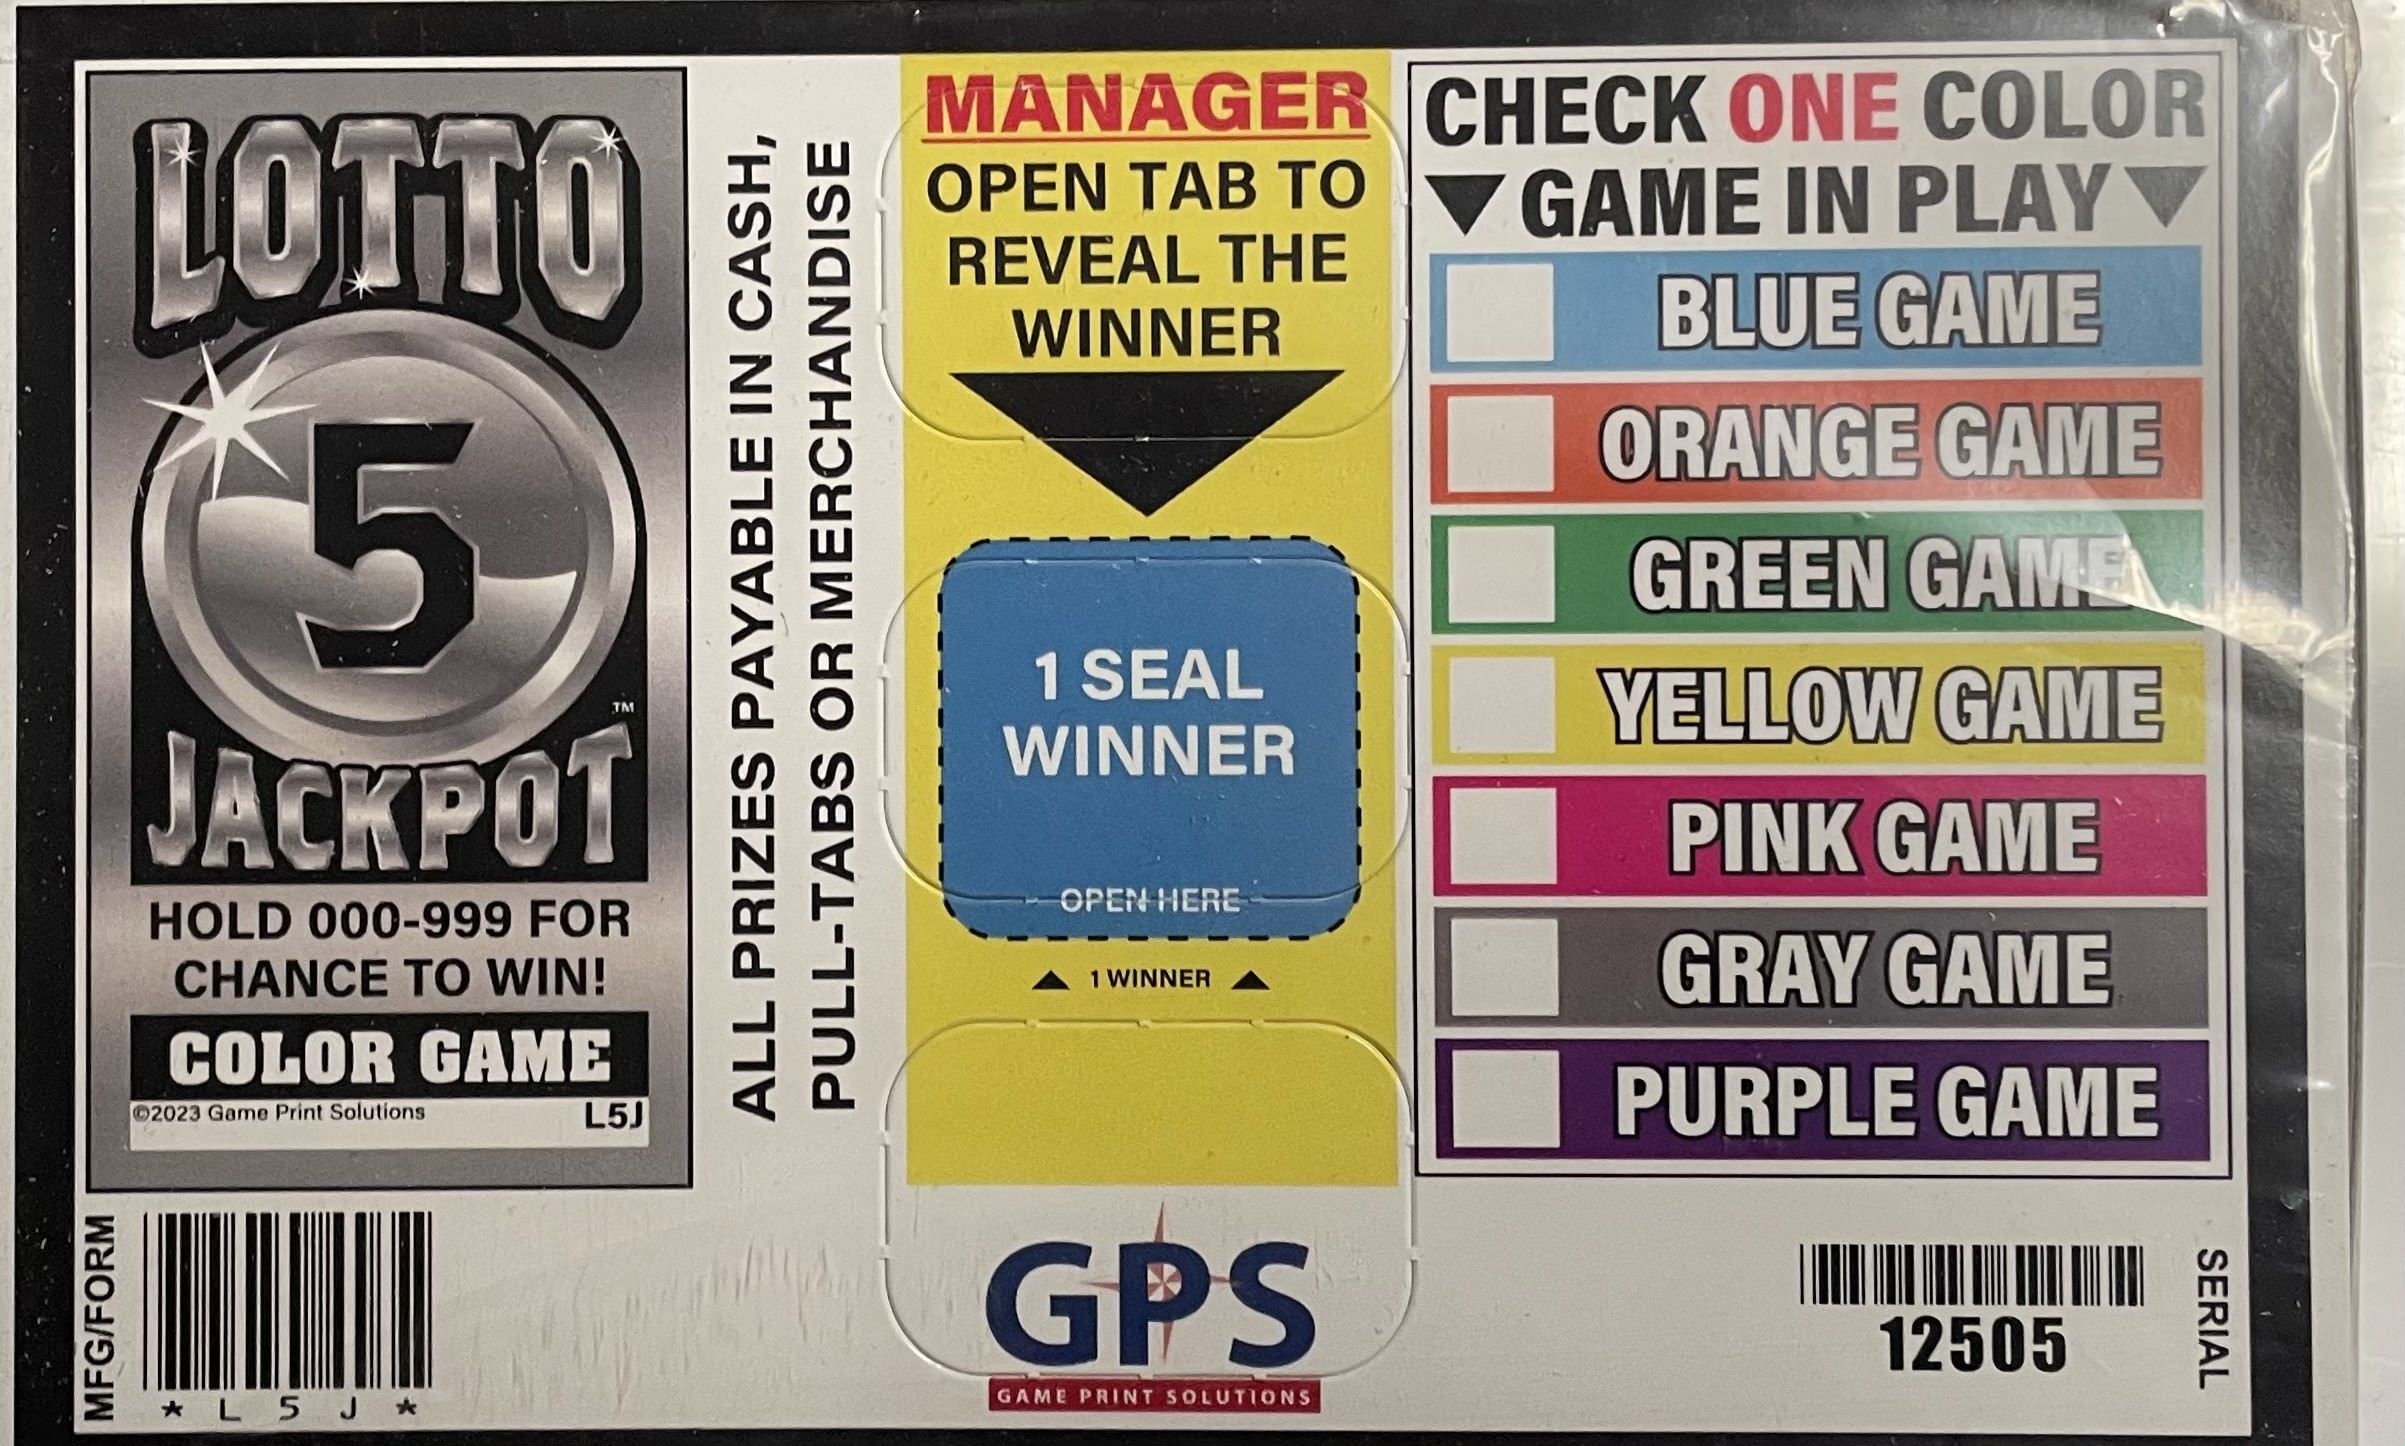 LOTTO
5
JACKPOT
TM
HOLD 000-999 FOR
CHANCE TO WIN!
COLOR GAME
©2023 Game Print Solutions
L5J
MFG/FORM
* L 5 J *
ALL PRIZES PAYABLE IN CASH,
PULL-TABS OR MERCHANDISE
MANAGER
OPEN TAB TO
REVEAL THE
WINNER
1 SEAL
WINNER
OPEN HERE
1 WINNER
GPS
GAME PRINT SOLUTIONS
CHECK ONE COLOR
GAME IN PLAY
BLUE GAME
ORANGE GAME
GREEN GAME
YELLOW GAME
PINK GAME
GRAY GAME
PURPLE GAME
12505
SERIAL